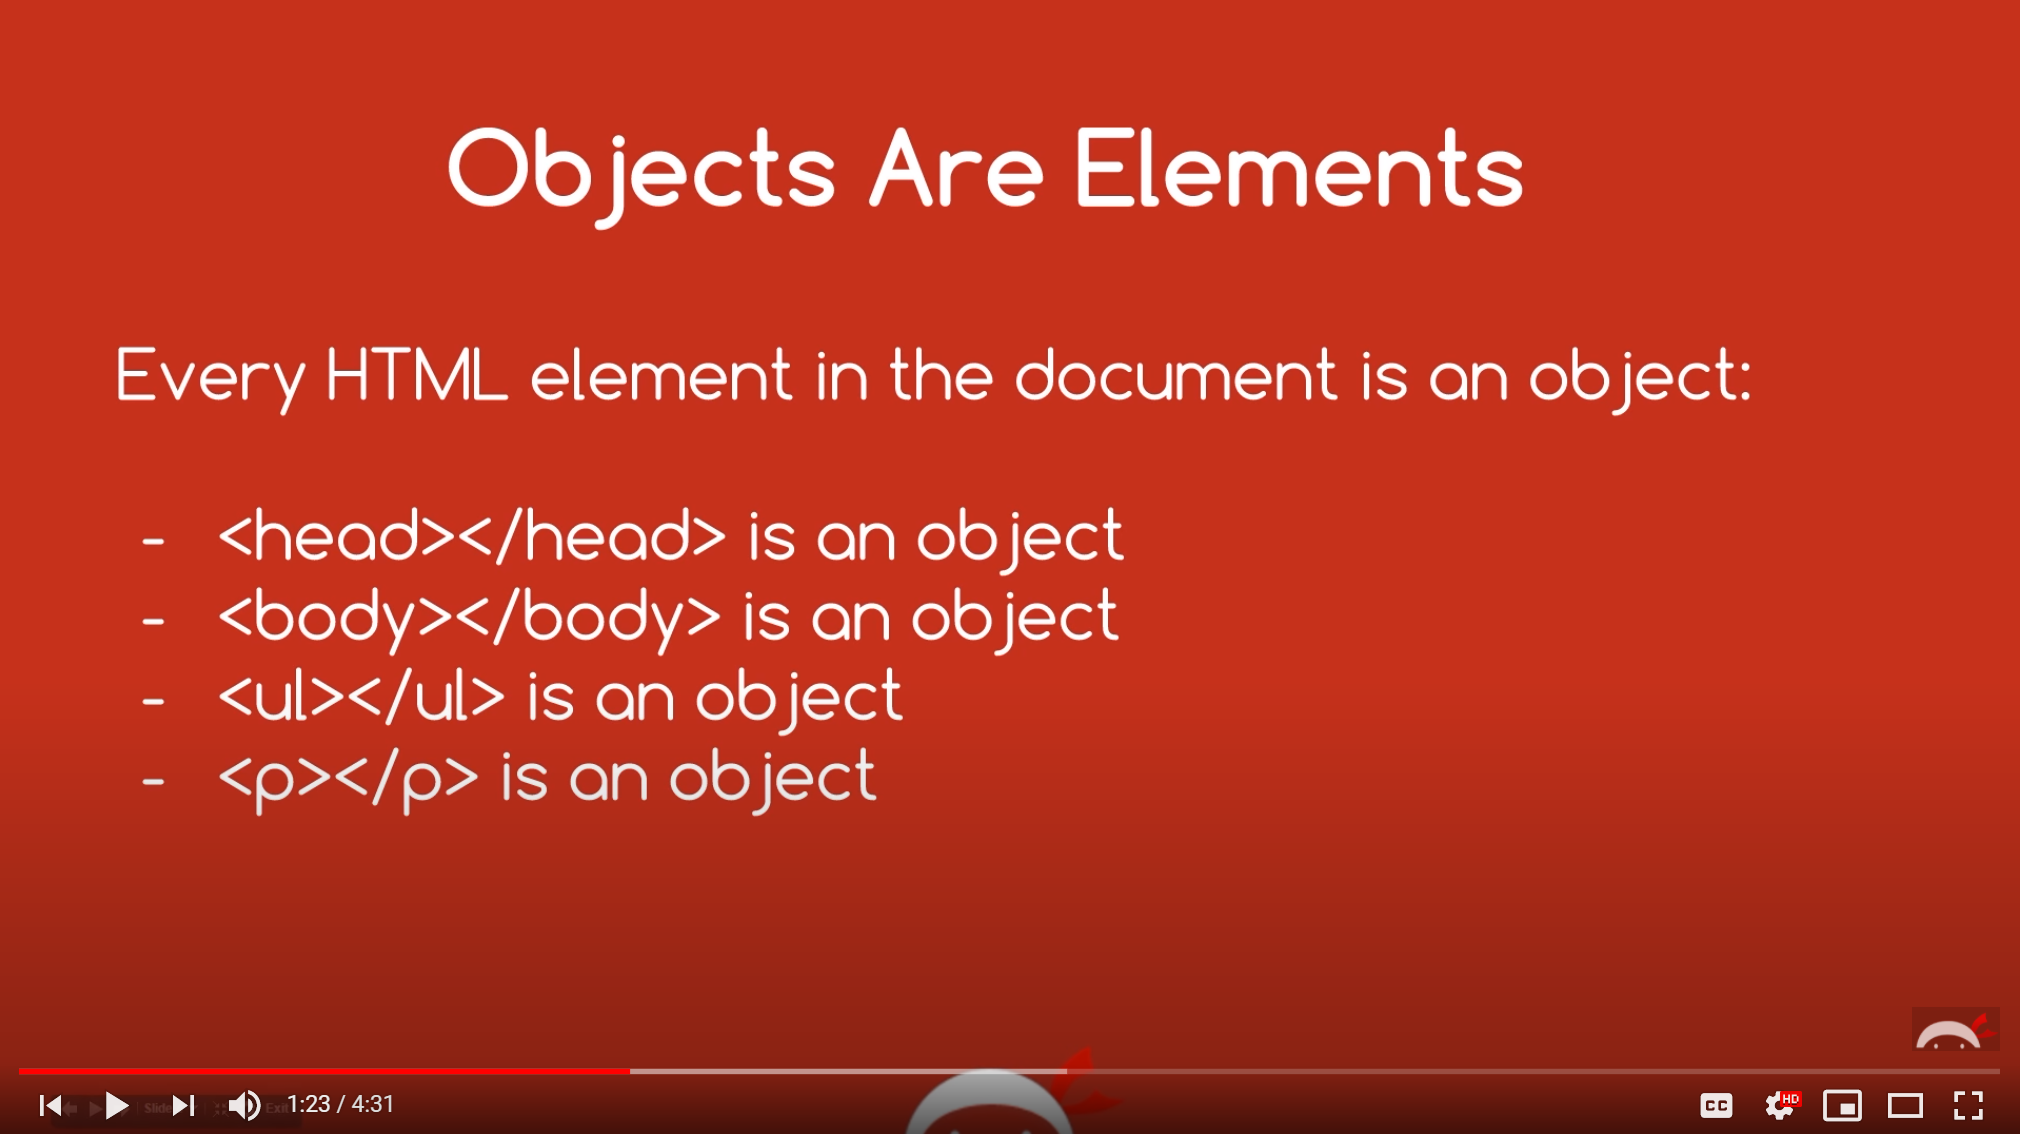 Objects Are Elements
Every HTML element in the document is an object:
- <head></head> is an object
- <body></body> is an object
- <ul></ul> is an object
- <p></p> is an object
1:23 / 4:31
CC
HD